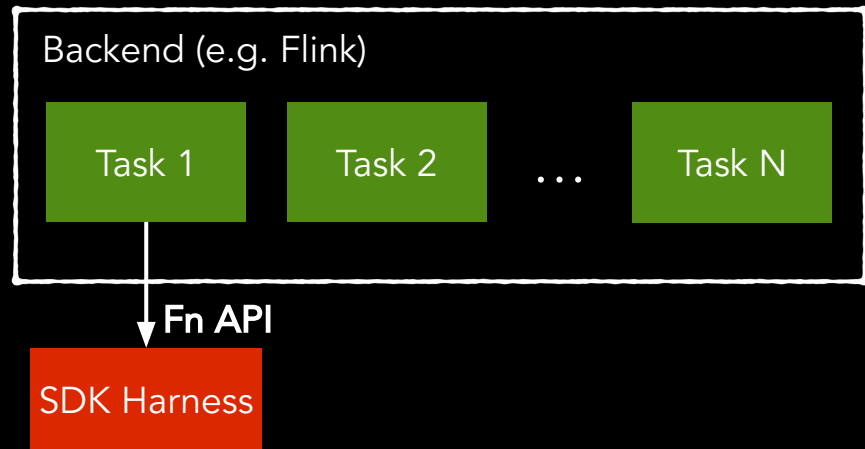 Backend (e.g. Flink)
Task 1
Task 2
...
Task N
Fn API
SDK Harness